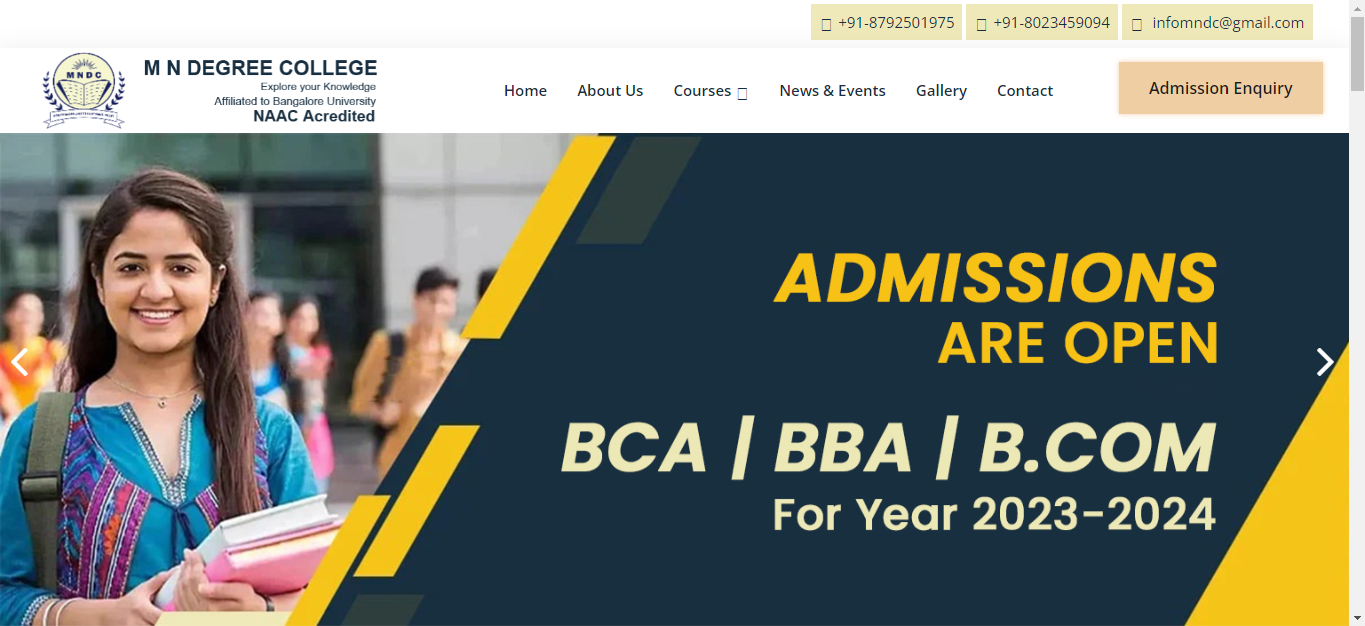 +91-8792501975 +91-8023459094 infomndc@gmail.com
MNDC
M N DEGREE COLLEGE
Explore your Knowledge
Affiliated to Bangalore University
NAAC Acredited
Home About Us Courses News & Events Gallery Contact
Admission Enquiry
ADMISSIONS
ARE OPEN
BCA | BBA | B.COM
For Year 2023-2024